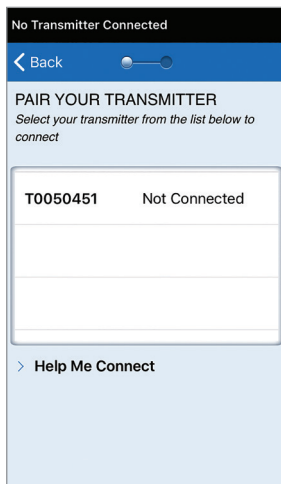 No Transmitter Connected
Back
PAIR YOUR TRANSMITTER
Select your transmitter from the list below to
connect
T0050451 Not Connected
Help Me Connect